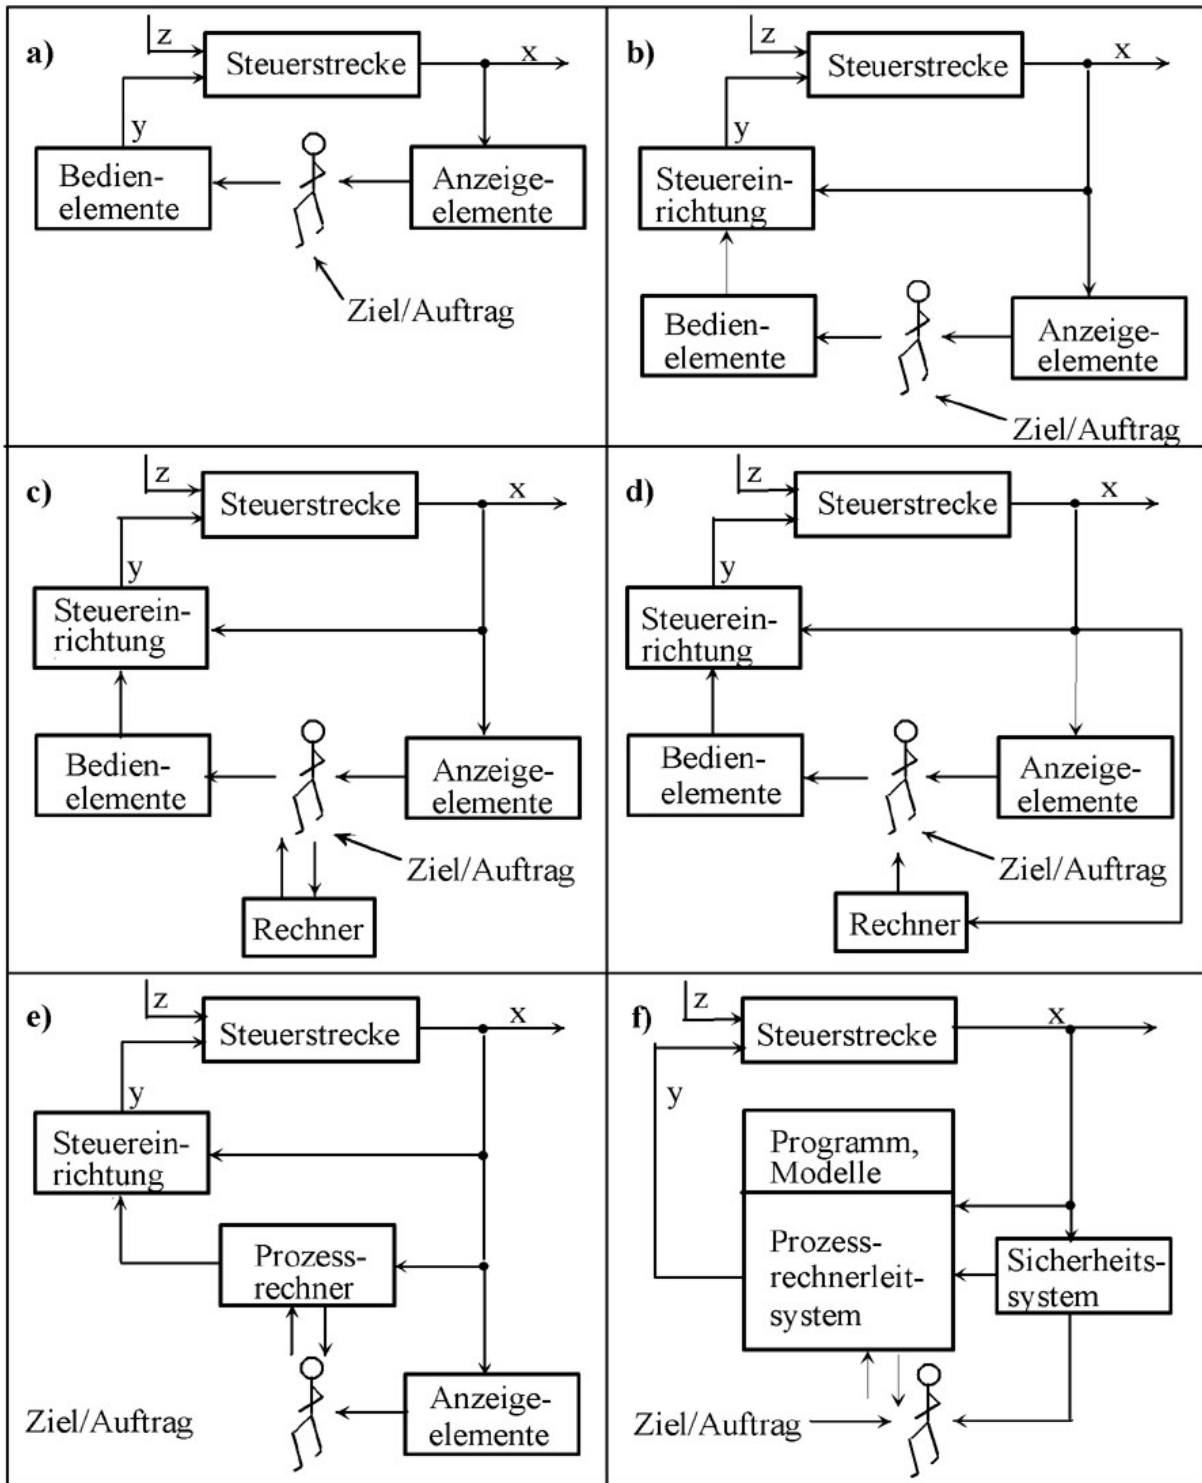 a)
z
Steuerstrecke
x
y
Bedien-
elemente
Anzeige-
elemente
Ziel/Auftrag
b)
z
Steuerstrecke
x
y
Steuerein-
richtung
Bedien-
elemente
Anzeige-
elemente
Ziel/Auftrag
c)
z
Steuerstrecke
x
y
Steuerein-
richtung
Bedien-
elemente
Anzeige-
elemente
Ziel/Auftrag
Rechner
d)
z
Steuerstrecke
x
y
Steuerein-
richtung
Bedien-
elemente
Anzeige-
elemente
Ziel/Auftrag
Rechner
e)
z
Steuerstrecke
x
y
Steuerein-
richtung
Prozess-
rechner
Anzeige-
elemente
Ziel/Auftrag
f)
z
Steuerstrecke
x
y
Programm,
Modelle
Prozess-
rechnerleit-
system
Sicherheits-
system
Ziel/Auftrag